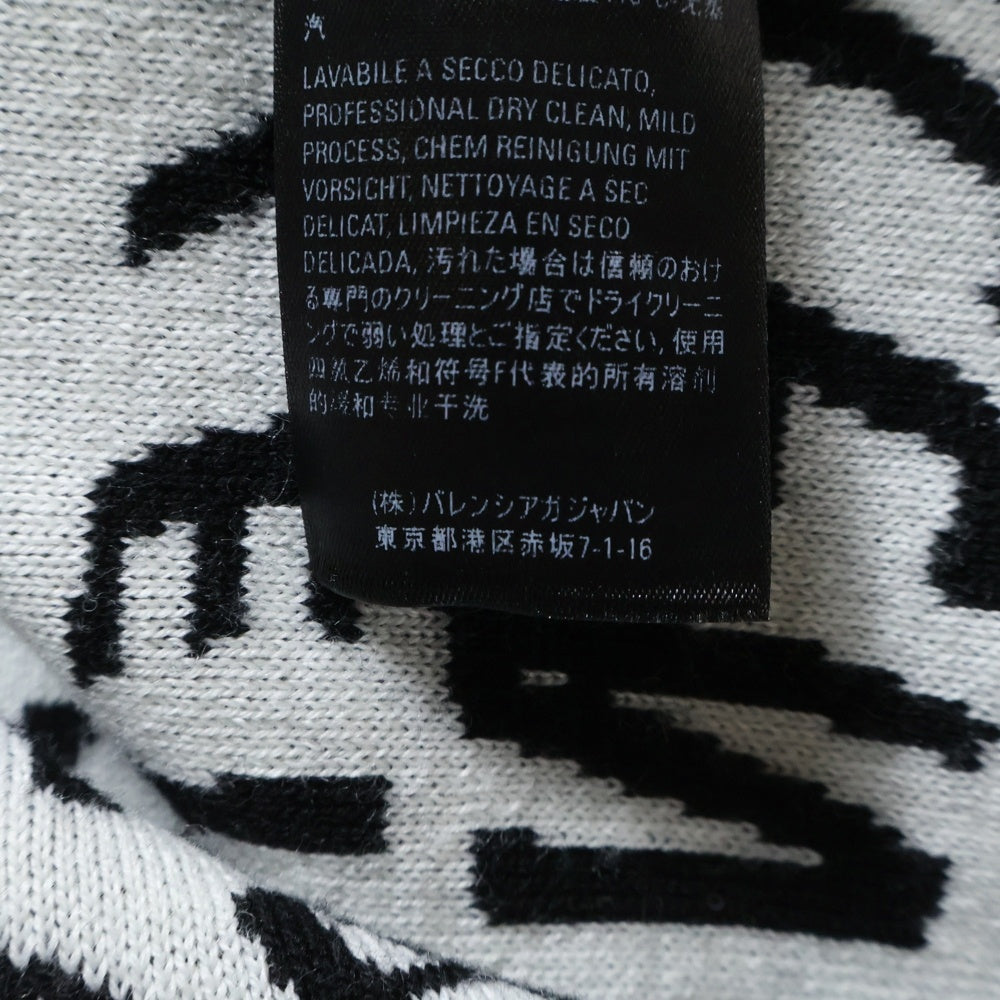 汽
LAVABILE A SECCO DELICATO,
PROFESSIONAL DRY CLEAN, MILD
PROCESS, CHEM REINIGUNG MIT
VORSICHT, NETTOYAGE A SEC
DELICAT, LIMPIEZA EN SECO
DELICADA, 汚れた場合は信頼のおけ
る専門のクリーニング店でドライクリーニ
ングで弱い処理とご指定ください, 使用
四氯乙烯和符号F代表的所有溶剂
的缓和专业干洗
(株)バレンシアガジャパン
東京都港区赤坂7-1-16